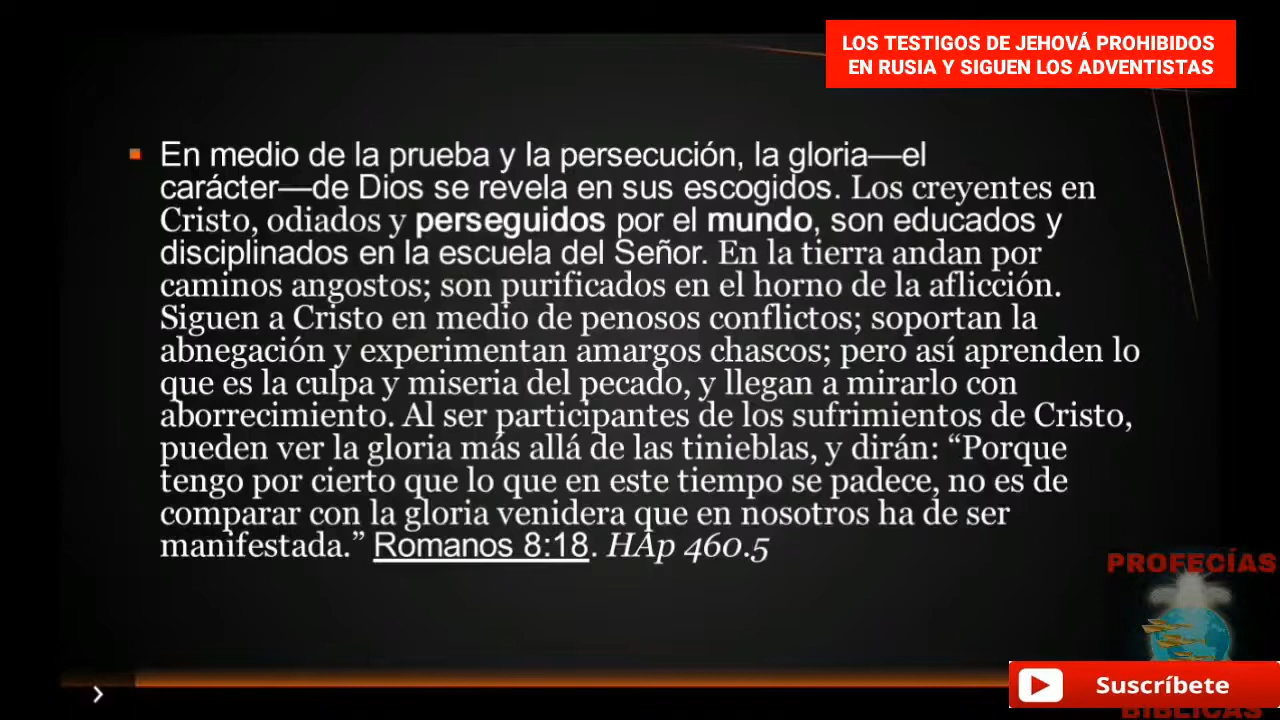 LOS TESTIGOS DE JEHOVÁ PROHIBIDOS
EN RUSIA Y SIGUEN LOS ADVENTISTAS
En medio de la prueba y la persecución, la gloria—el
carácter—de Dios se revela en sus escogidos. Los creyentes en
Cristo, odiados y perseguidos por el mundo, son educados y
disciplinados en la escuela del Señor. En la tierra andan por
caminos angostos; son purificados en el horno de la aflicción.
Siguen a Cristo en medio de penosos conflictos; soportan la
abnegación y experimentan amargos chascos; pero así aprenden lo
que es la culpa y miseria del pecado, y llegan a mirarlo con
aborrecimiento. Al ser participantes de los sufrimientos de Cristo,
pueden ver la gloria más allá de las tinieblas, y dirán: “Porque
tengo por cierto que lo que en este tiempo se padece, no es de
comparar con la gloria venidera que en nosotros ha de ser
manifestada.” Romanos 8:18. HAp 460.5
PROFECÍAS
Suscríbete
BÍBLICAS